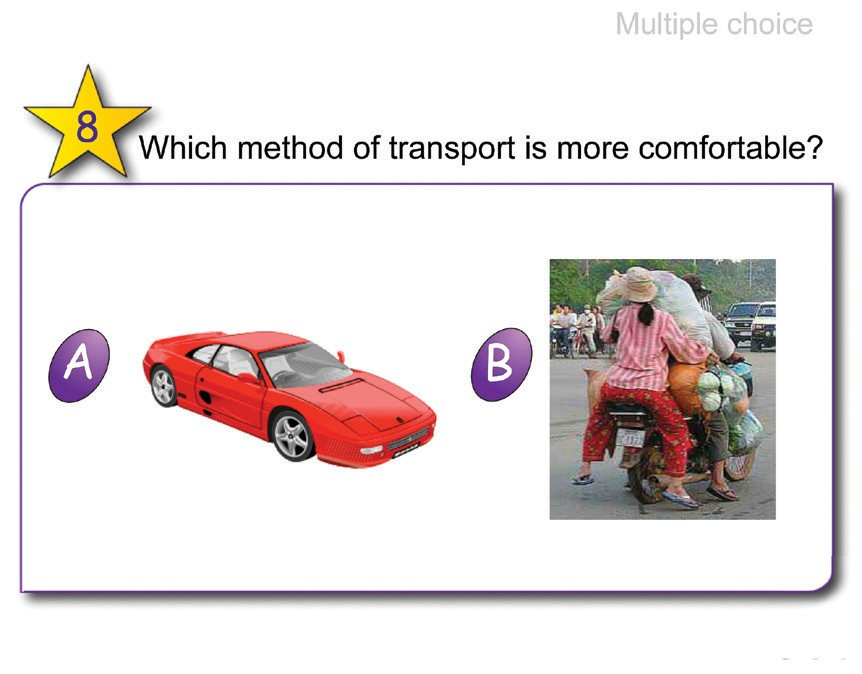 Multiple choice
8
Which method of transport is more comfortable?
A
B